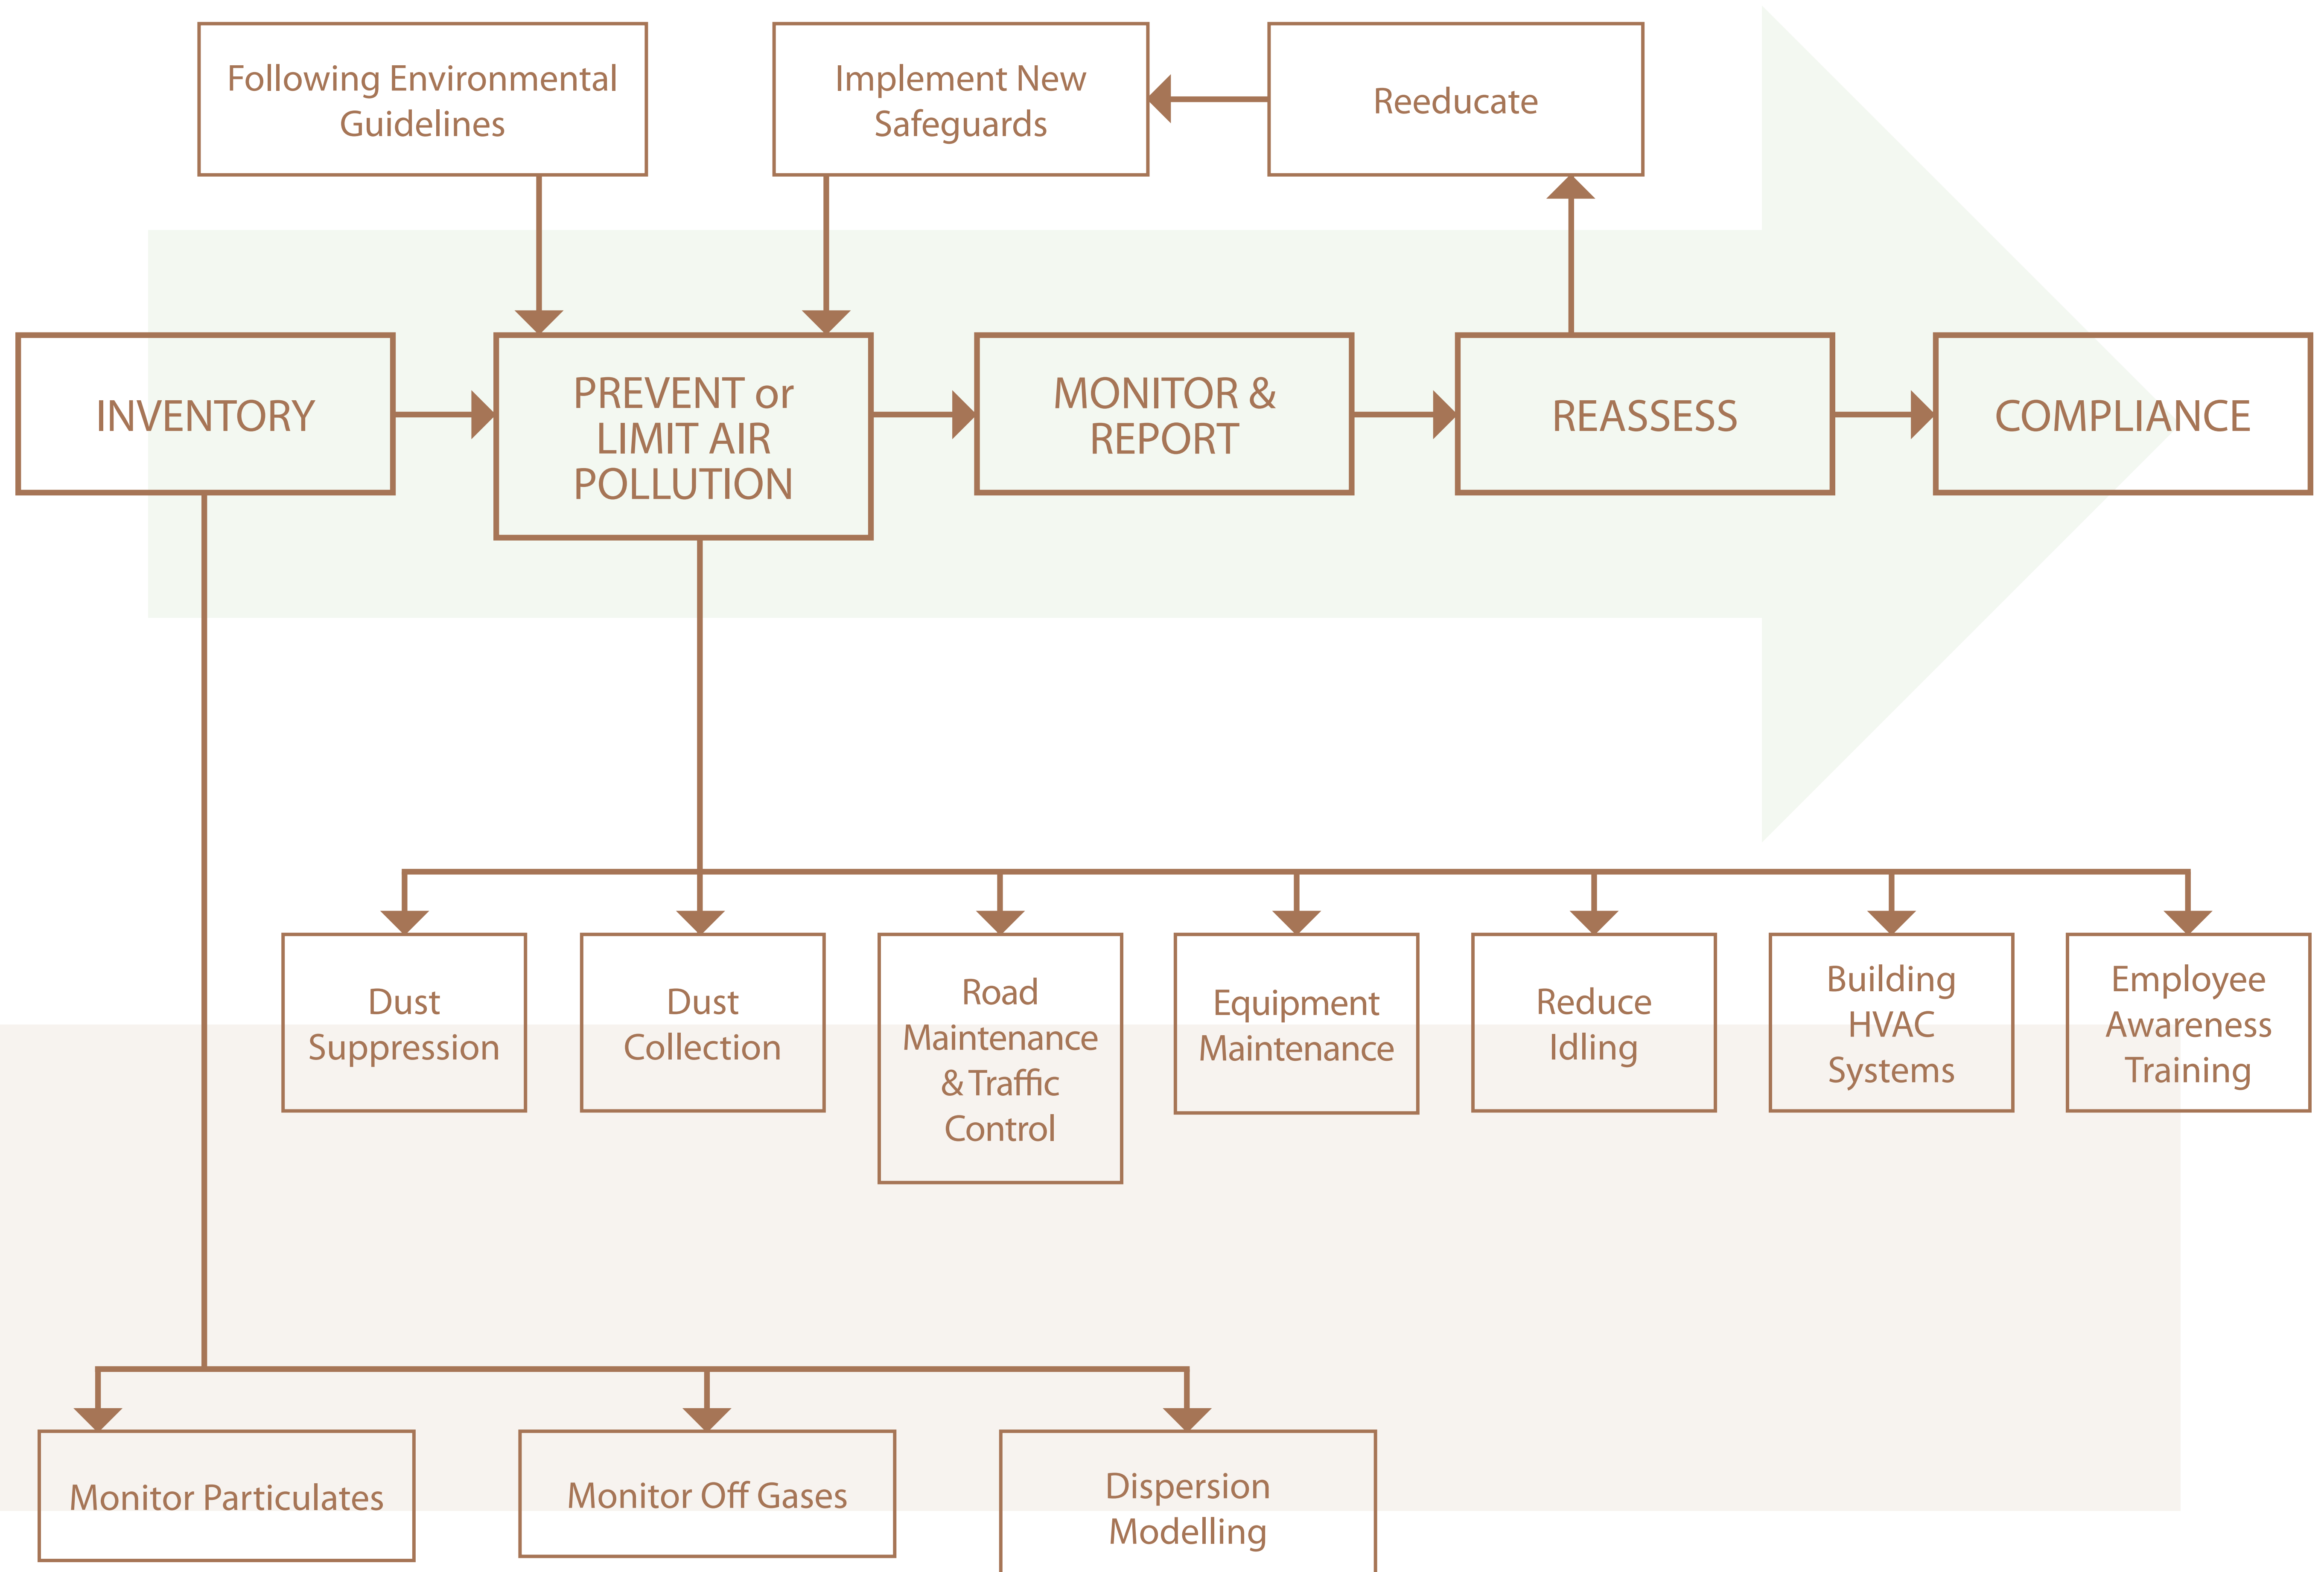 Following Environmental
Guidelines
Implement New
Safeguards
Reeducate
INVENTORY
PREVENT or
LIMIT AIR
POLLUTION
MONITOR &
REPORT
REASSESS
COMPLIANCE
Dust
Suppression
Dust
Collection
Road
Maintenance
& Traffic
Control
Equipment
Maintenance
Reduce
Idling
Building
HVAC
Systems
Employee
Awareness
Training
Monitor Particulates
Monitor Off Gases
Dispersion
Modelling